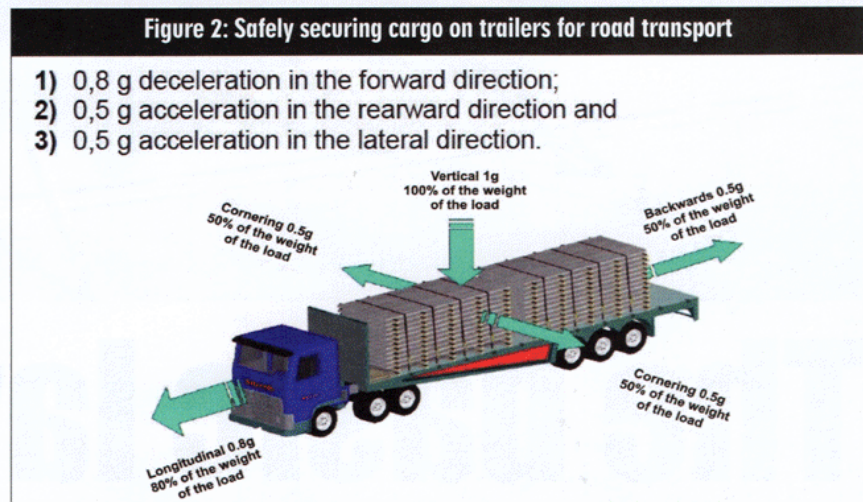 Figure 2: Safely securing cargo on trailers for road transport
1) 0,8 g deceleration in the forward direction;
2) 0,5 g acceleration in the rearward direction and
3) 0,5 g acceleration in the lateral direction.
Vertical 1g
100% of the weight
of the load
Cornering 0.5g
50% of the weight
of the load
Backwards 0.5g
50% of the weight
of the load
Cornering 0.5g
50% of the weight
of the load
Longitudinal 0.8g
80% of the weight
of the load